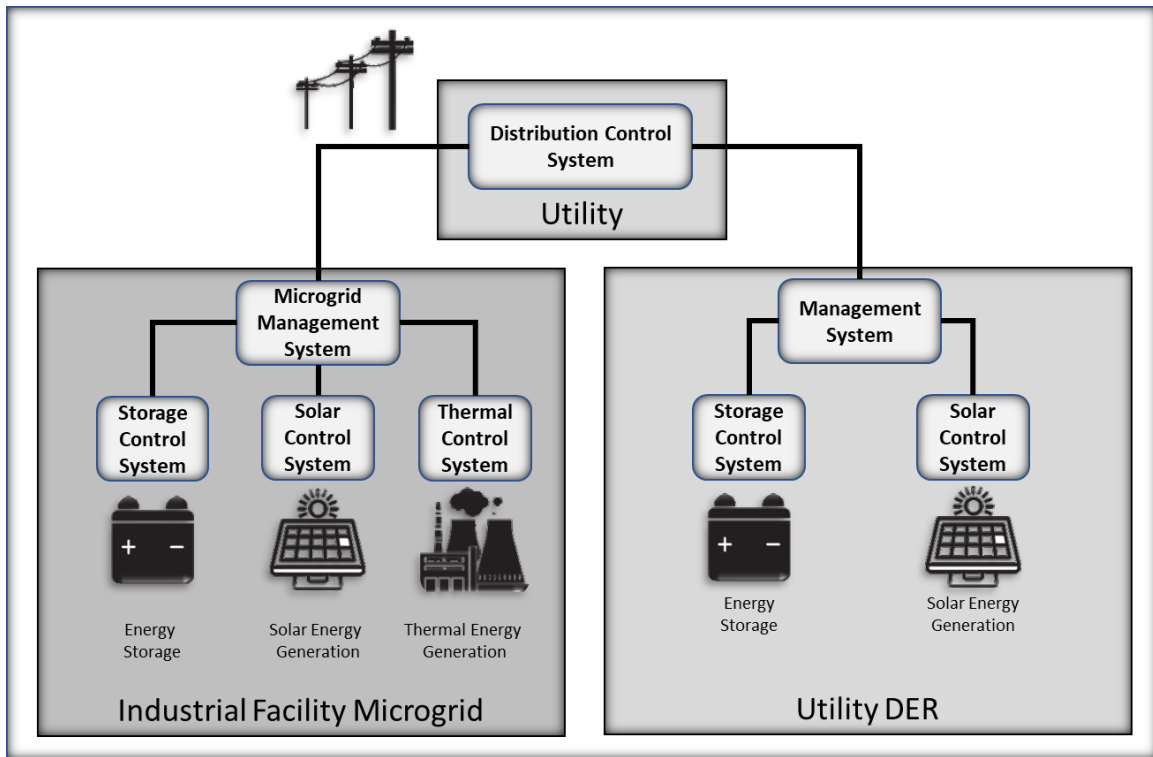 Distribution Control
System
Utility
Microgrid
Management
System
Storage
Control
System
Solar
Control
System
Thermal
Control
System
+ −
Energy
Storage
Solar Energy
Generation
Thermal Energy
Generation
Industrial Facility Microgrid
Management
System
Storage
Control
System
Solar
Control
System
+ −
Energy
Storage
Solar Energy
Generation
Utility DER